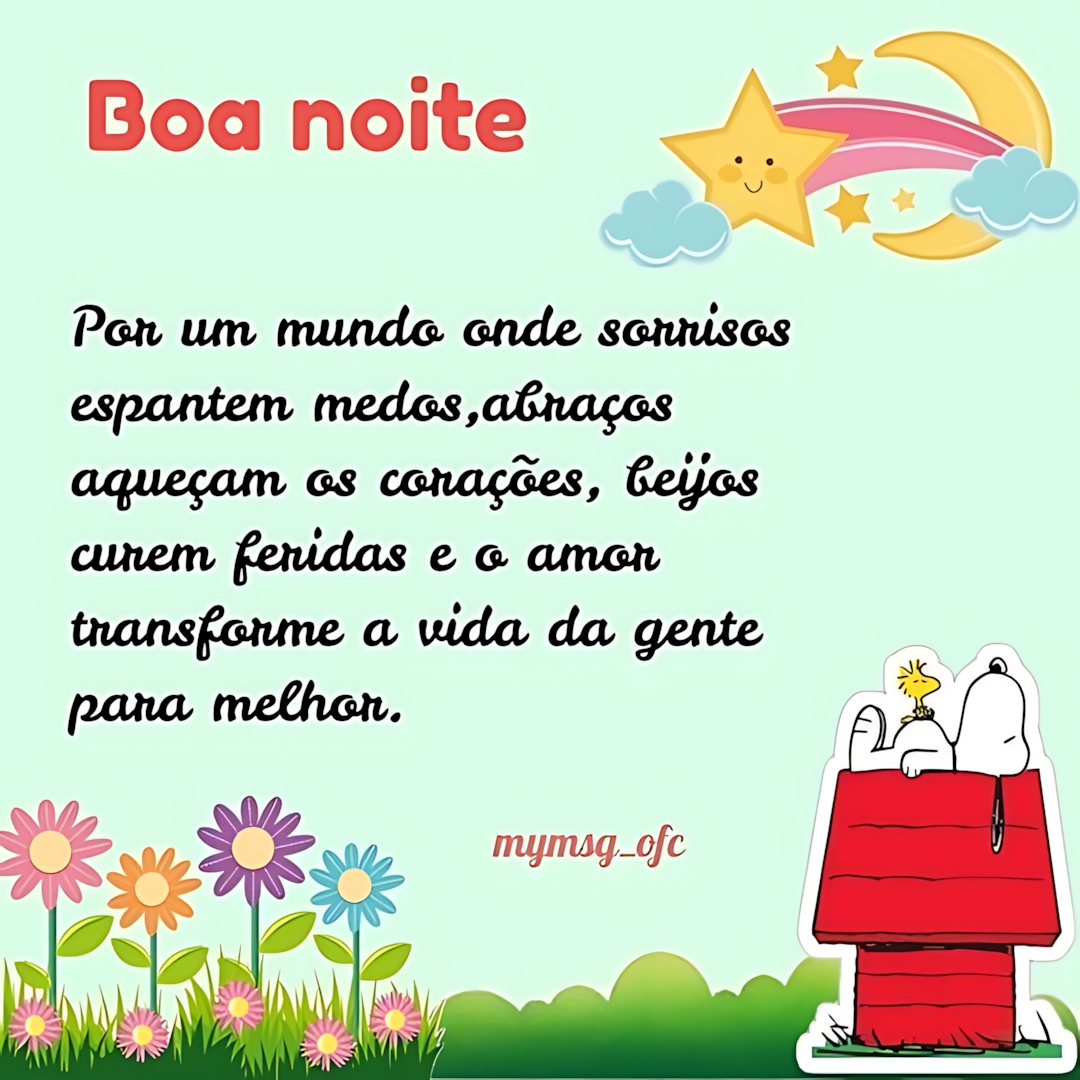 Boa noite
Por um mundo onde sorrisos
espantem medos,abraços
aqueçam os corações, beijos
curem feridas e o amor
transforme a vida da gente
para melhor.
mymsg_ofc